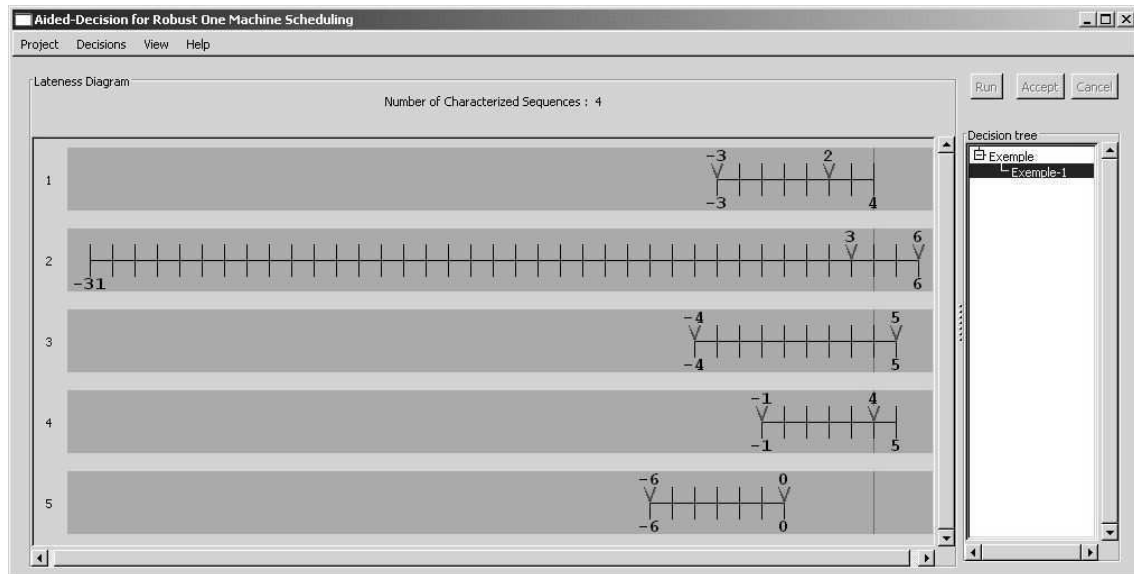 Aided-Decision for Robust One Machine Scheduling
Project Decisions View Help
Lateness Diagram
Number of Characterized Sequences : 4
Run Accept Cancel
Decision tree
Exemple
Exemple-1
-3 2
1
-3 4
3 6
2
-31 6
-4 5
3
-4 5
-1 4
4
-1 5
-6 0
5
-6 0